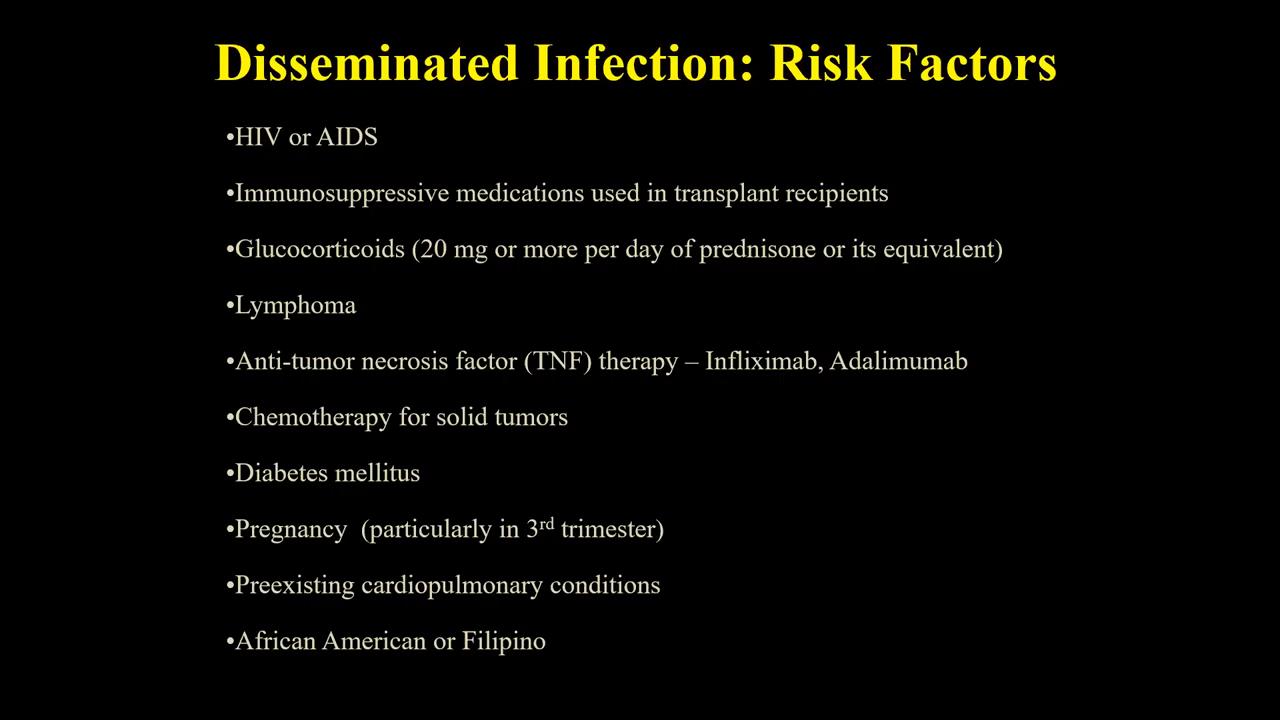 Disseminated Infection: Risk Factors
•HIV or AIDS
•Immunosuppressive medications used in transplant recipients
•Glucocorticoids (20 mg or more per day of prednisone or its equivalent)
•Lymphoma
•Anti-tumor necrosis factor (TNF) therapy – Infliximab, Adalimumab
•Chemotherapy for solid tumors
•Diabetes mellitus
•Pregnancy  (particularly in 3rd trimester)
•Preexisting cardiopulmonary conditions
•African American or Filipino